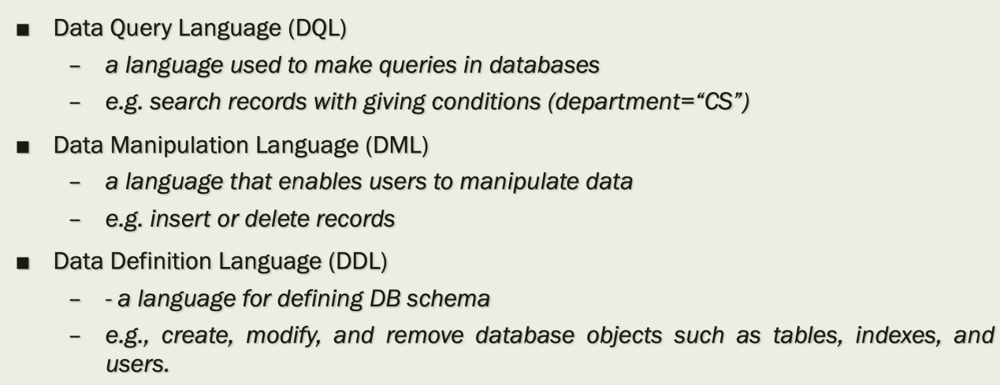 ■ Data Query Language (DQL)
– a language used to make queries in databases
– e.g. search records with giving conditions (department=“CS”)
■ Data Manipulation Language (DML)
– a language that enables users to manipulate data
– e.g. insert or delete records
■ Data Definition Language (DDL)
– - a language for defining DB schema
– e.g., create, modify, and remove database objects such as tables, indexes, and
users.